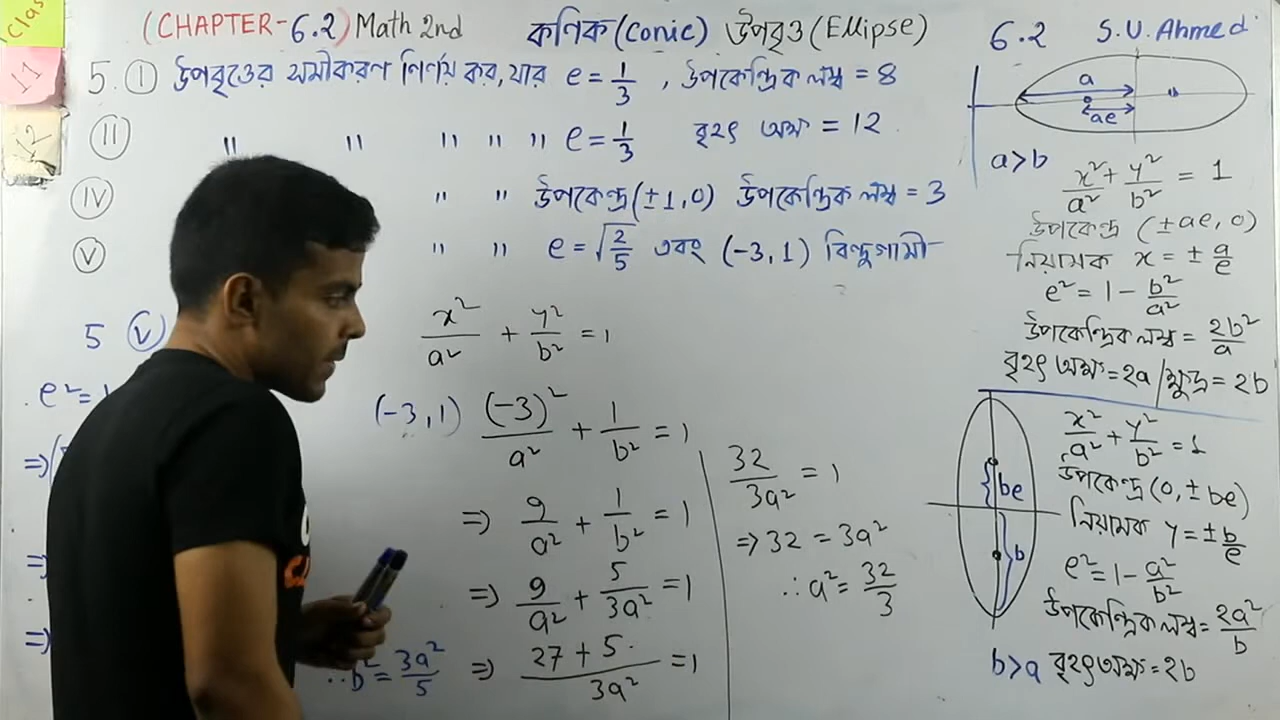 Clas
11
12
(CHAPTER-6.2) Math 2nd কণিক (Conic) উপবৃত্ত (Ellipse) 6.2 S.U.Ahmed
5. (I) উপবৃত্তের সমীকরণ নির্ণয় কর, যার e = 1/3 , উপকেন্দ্রিক লম্ব = 8
(II) " " " " " e = 1/3 বৃহৎ অক্ষ = 12
(IV) " " উপকেন্দ্র (±1, 0) উপকেন্দ্রিক লম্ব = 3
(V) " " e = √(2/5) এবং (-3, 1) বিন্দুগামী
5 (V) x²/a² + y²/b² = 1
e² =
(-3, 1) (-3)²/a² + 1/b² = 1
⇒ 9/a² + 1/b² = 1
⇒ 9/a² + 5/3a² = 1
∴ b² = 3a²/5 ⇒ (27 + 5)/3a² = 1
32/3a² = 1
⇒ 32 = 3a²
∴ a² = 32/3
a
ae
a > b
x²/a² + y²/b² = 1
উপকেন্দ্র (±ae, 0)
নিয়ামক x = ± a/e
e² = 1 - b²/a²
উপকেন্দ্রিক লম্ব = 2b²/a
বৃহৎ অক্ষ = 2a / ক্ষুদ্র = 2b
be
b
x²/a² + y²/b² = 1
উপকেন্দ্র (0, ± be)
নিয়ামক y = ± b/e
e² = 1 - a²/b²
উপকেন্দ্রিক লম্ব = 2a²/b
b > a বৃহৎ অক্ষ = 2b